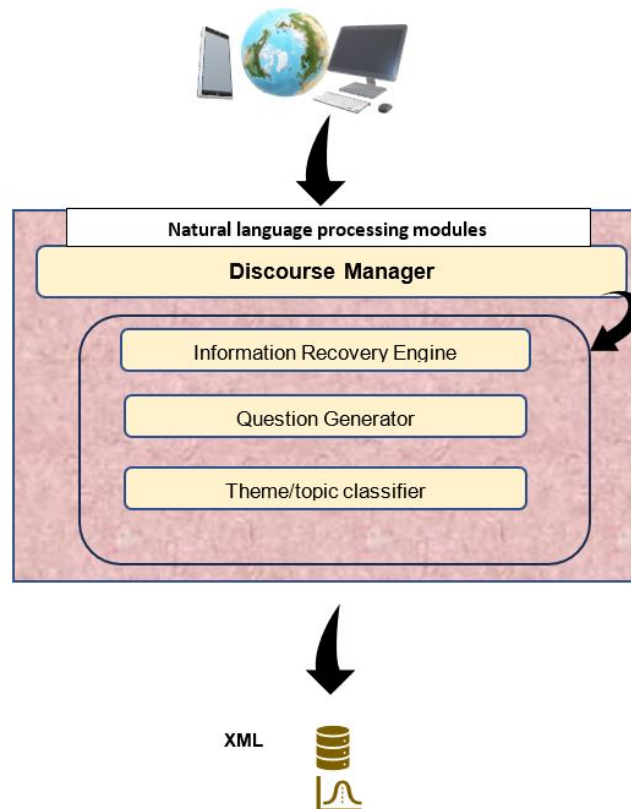 Natural language processing modules
Discourse Manager
Information Recovery Engine
Question Generator
Theme/topic classifier
XML